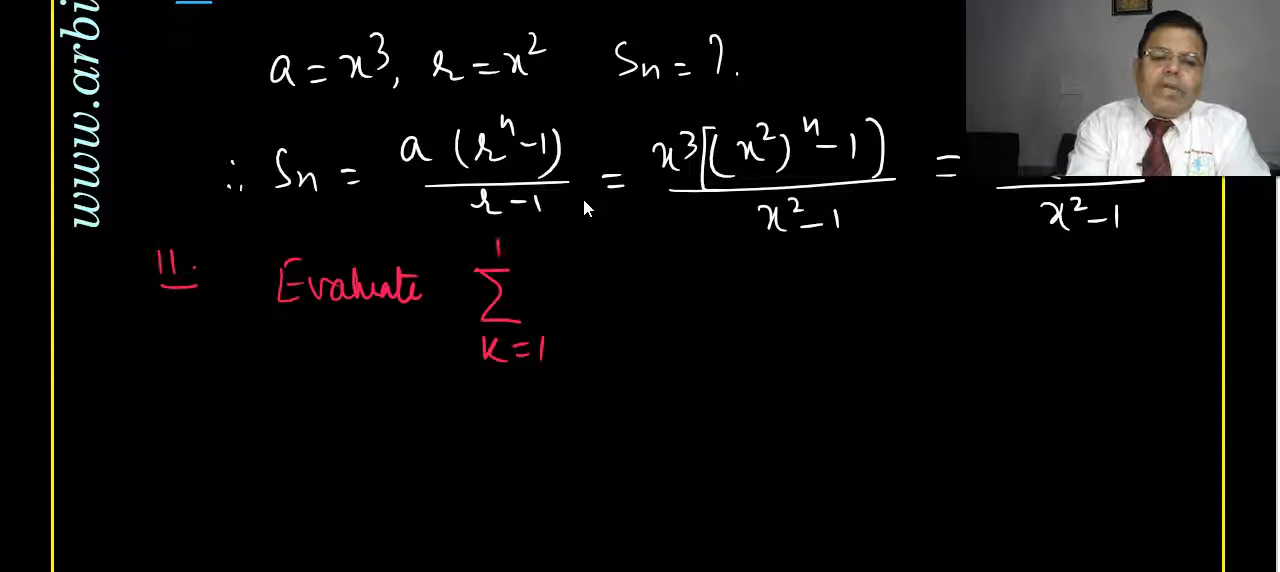 www.arbi
a = x³, r = x² Sn = ?.
∴ Sn = a (rⁿ - 1) / r - 1 = x³[(x²)ⁿ - 1) / x² - 1 = / x² - 1
11. Evaluate 1 Σ K = 1